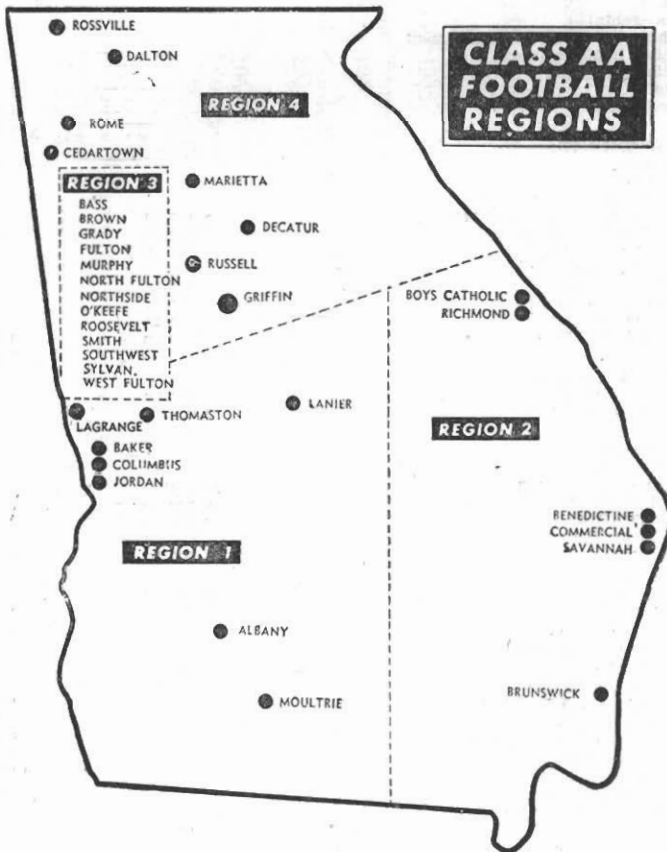 CLASS AA
FOOTBALL
REGIONS
ROSSVILLE
DALTON
REGION 4
ROME
CEDARTOWN
REGION 3
BASS
BROWN
GRADY
FULTON
MURPHY
NORTH FULTON
NORTHSIDE
O'KEEFE
ROOSEVELT
SMITH
SOUTHWEST
SYLVAN.
WEST FULTON
MARIETTA
DECATUR
RUSSELL
GRIFFIN
BOYS CATHOLIC
RICHMOND
LAGRANGE
THOMASTON
LANIER
BAKER
COLUMBUS
JORDAN
REGION 2
BENEDICTINE
COMMERCIAL
SAVANNAH
REGION 1
ALBANY
MOULTRIE
BRUNSWICK